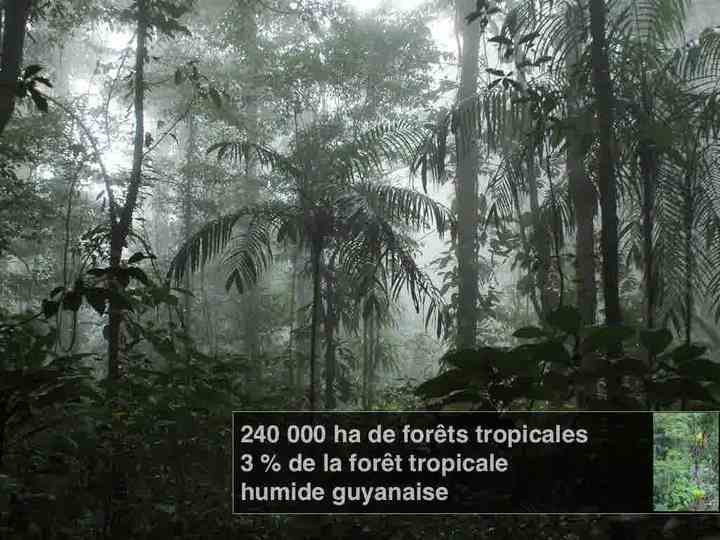 240 000 ha de forêts tropicales
3 % de la forêt tropicale
humide guyanaise